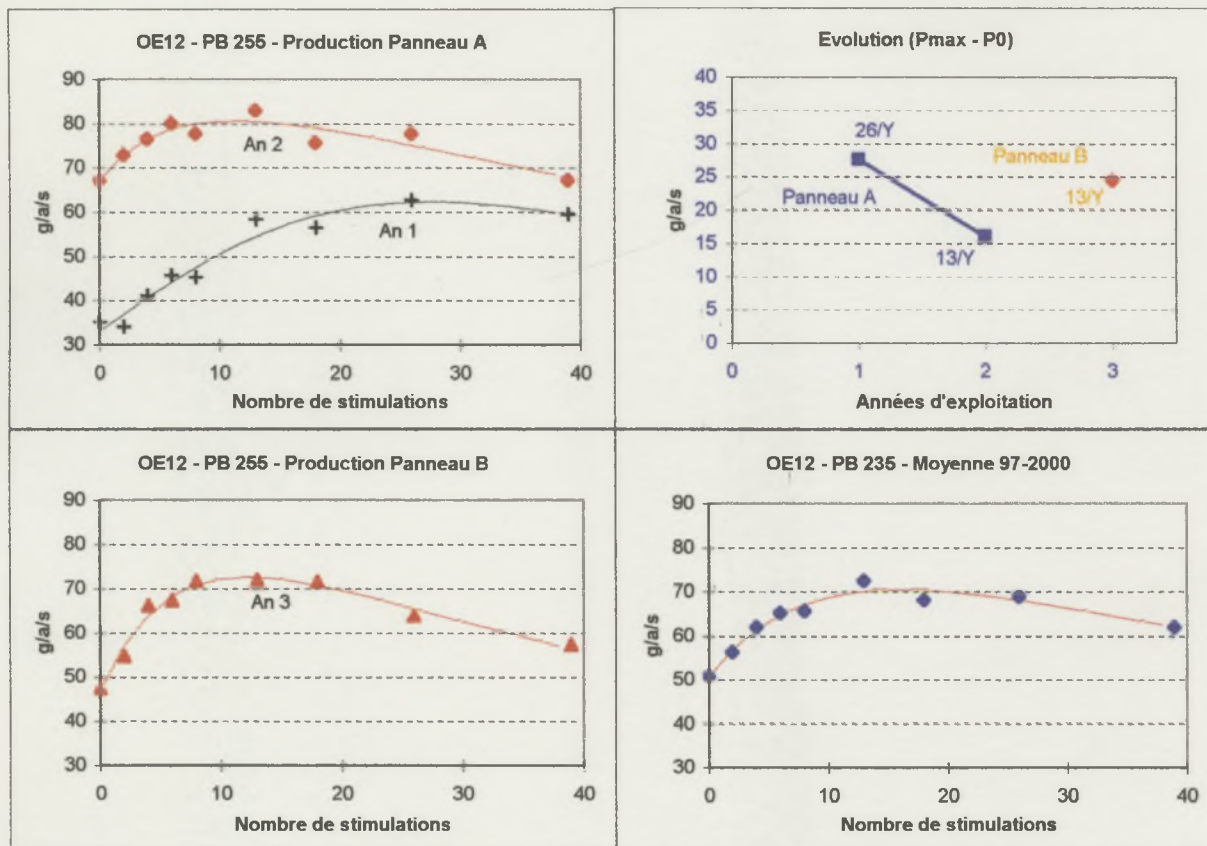 OE12 - PB 255 - Production Panneau A
90
80
70
60
50
40
30
g/a/s
An 2
An 1
0
10
20
30
40
Nombre de stimulations
Evolution (Pmax - P0)
40
35
30
25
20
15
10
5
0
g/a/s
26/Y
Panneau A
13/Y
Panneau B
13/Y
0
1
2
3
Années d'exploitation
OE12 - PB 255 - Production Panneau B
90
80
70
60
50
40
30
g/a/s
An 3
0
10
20
30
40
Nombre de stimulations
OE12 - PB 235 - Moyenne 97-2000
90
80
70
60
50
40
30
g/a/s
0
10
20
30
40
Nombre de stimulations